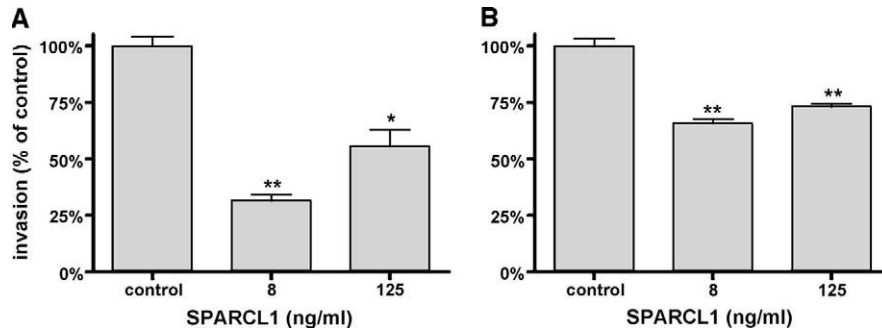 A
invasion (% of control)
100%
75%
50%
25%
0%
**
*
control
8
125
SPARCL1 (ng/ml)
B
100%
75%
50%
25%
0%
**
**
control
8
125
SPARCL1 (ng/ml)